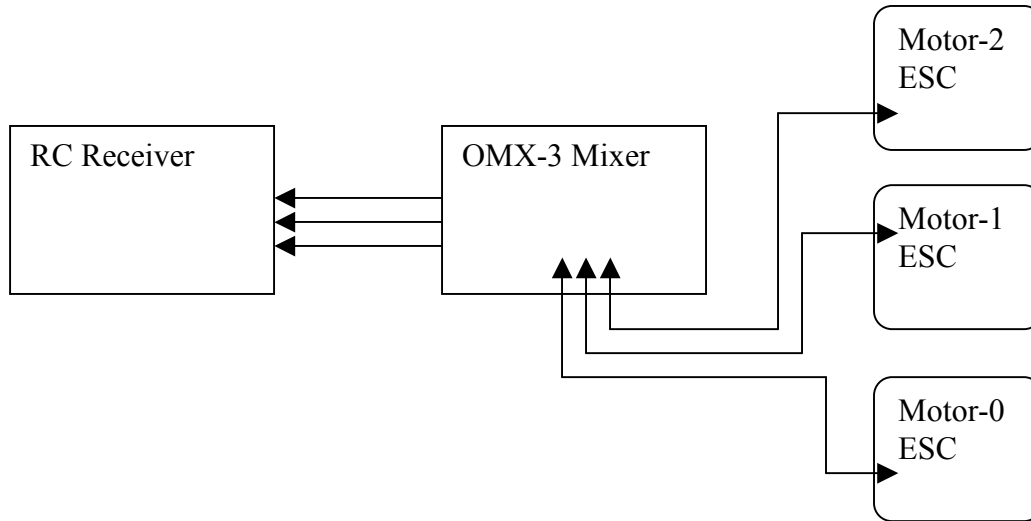 RC Receiver
OMX-3 Mixer
Motor-2
ESC
Motor-1
ESC
Motor-0
ESC